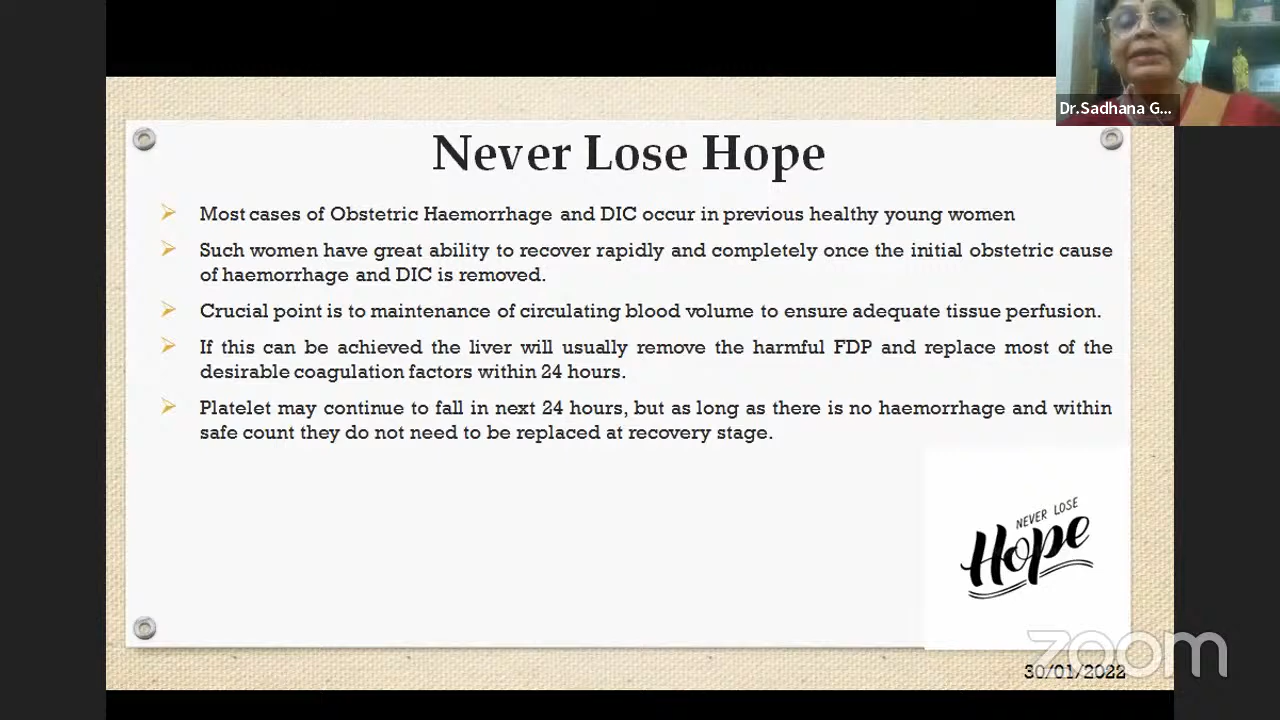 Dr.Sadhana G...
Never Lose Hope
Most cases of Obstetric Haemorrhage and DIC occur in previous healthy young women
Such women have great ability to recover rapidly and completely once the initial obstetric cause
of haemorrhage and DIC is removed.
Crucial point is to maintenance of circulating blood volume to ensure adequate tissue perfusion.
If this can be achieved the liver will usually remove the harmful FDP and replace most of the
desirable coagulation factors within 24 hours.
Platelet may continue to fall in next 24 hours, but as long as there is no haemorrhage and within
safe count they do not need to be replaced at recovery stage.
NEVER LOSE
Hope
zoom
30/01/2022